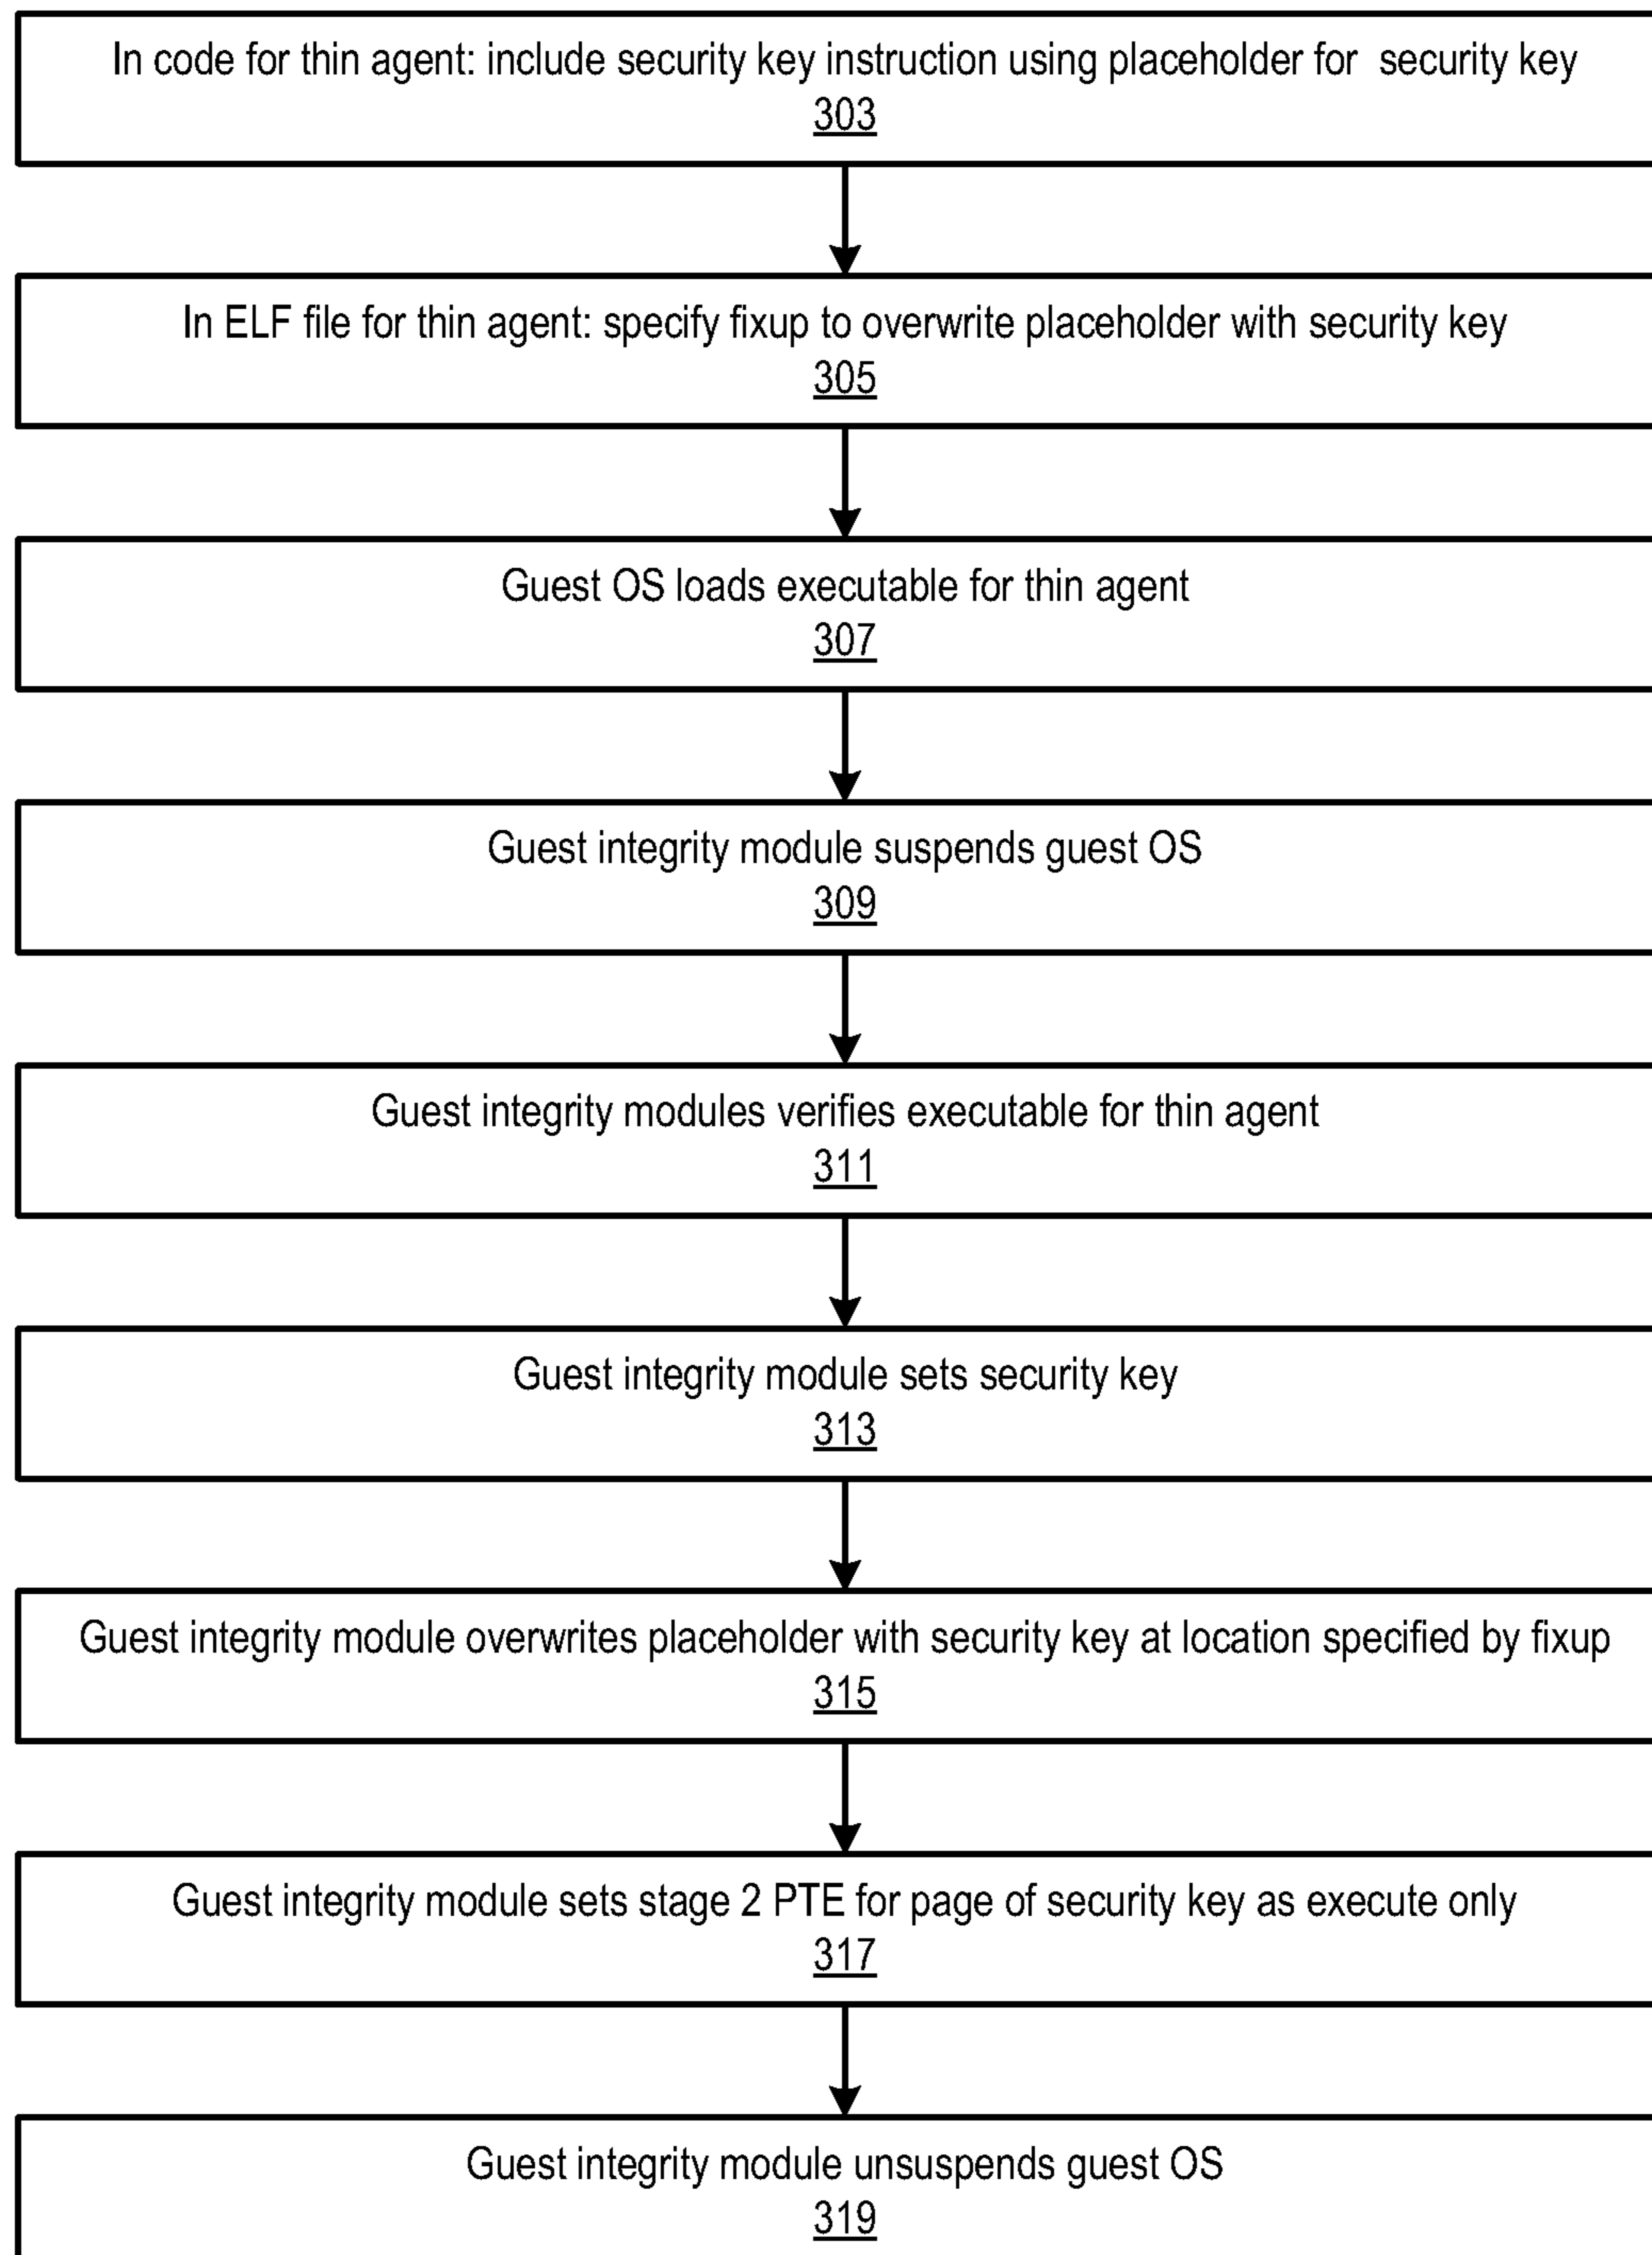 In code for thin agent: include security key instruction using placeholder for security key
303
In ELF file for thin agent: specify fixup to overwrite placeholder with security key
305
Guest OS loads executable for thin agent
307
Guest integrity module suspends guest OS
309
Guest integrity modules verifies executable for thin agent
311
Guest integrity module sets security key
313
Guest integrity module overwrites placeholder with security key at location specified by fixup
315
Guest integrity module sets stage 2 PTE for page of security key as execute only
317
Guest integrity module unsuspends guest OS
319